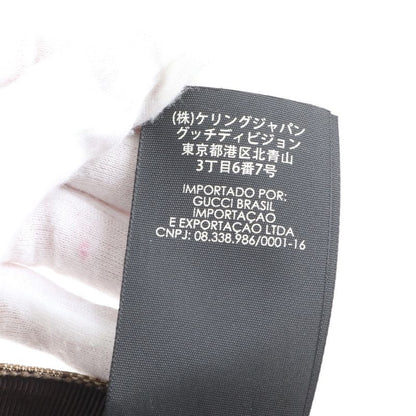 (株)ケリングジャパン
グッチディビジョン
東京都港区北青山
3丁目6番7号
IMPORTADO POR:
GUCCI BRASIL
IMPORTAÇAO
E EXPORTAÇAO LTDA
CNPJ: 08.338.986/0001-16